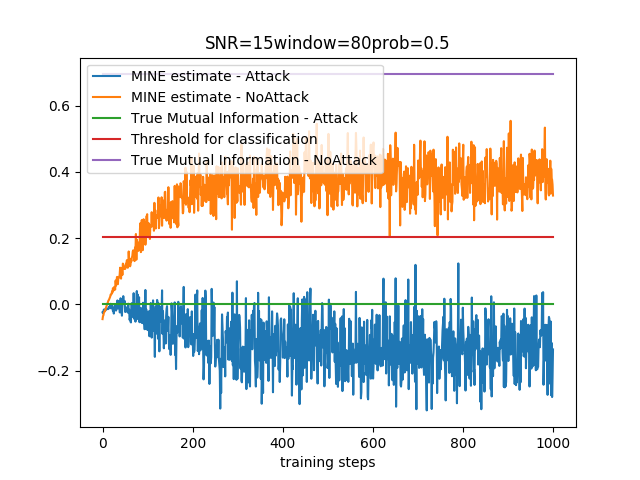 SNR=15window=80prob=0.5
MINE estimate - Attack
MINE estimate - NoAttack
True Mutual Information - Attack
Threshold for classification
True Mutual Information - NoAttack
0.6
0.4
0.2
0.0
−0.2
0 200 400 600 800 1000
training steps